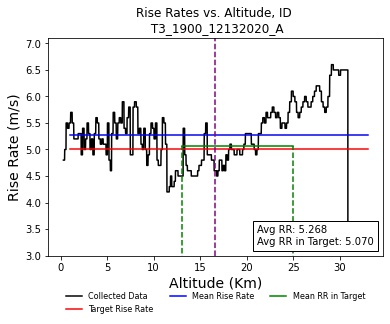 Rise Rates vs. Altitude, ID
T3_1900_12132020_A
Rise Rate (m/s)
7.0
6.5
6.0
5.5
5.0
4.5
4.0
3.5
3.0
Avg RR: 5.268
Avg RR in Target: 5.070
0 5 10 15 20 25 30
Altitude (Km)
Collected Data Mean Rise Rate Mean RR in Target
Target Rise Rate